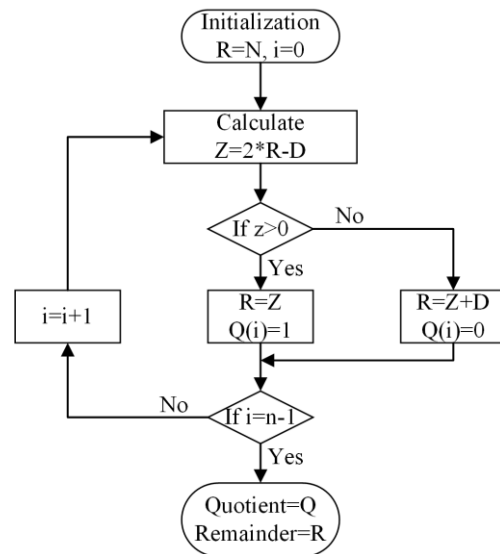 Initialization
R=N, i=0
Calculate
Z=2*R-D
If z>0
No
Yes
i=i+1
R=Z
Q(i)=1
R=Z+D
Q(i)=0
No
If i=n-1
Yes
Quotient=Q
Remainder=R